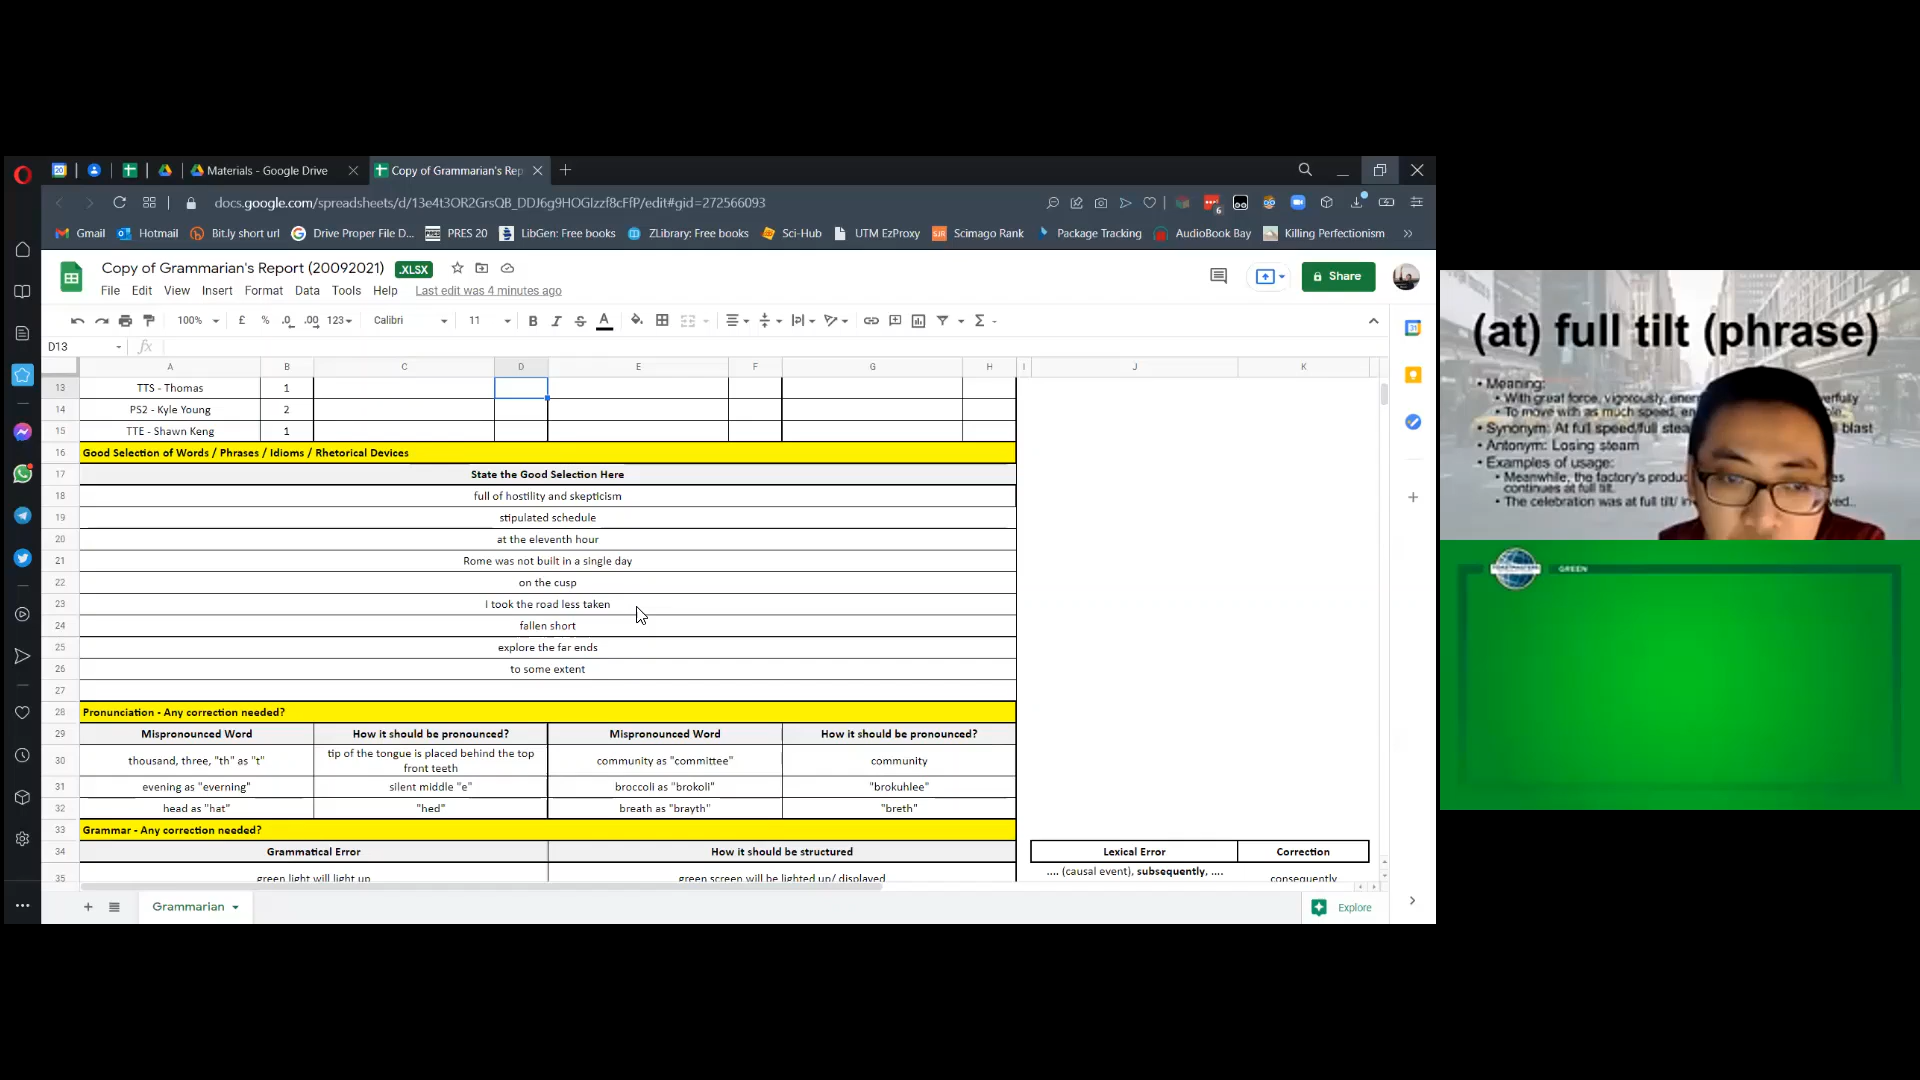 Materials - Google Drive
Copy of Grammarian's Rep
docs.google.com/spreadsheets/d/13e4t3OR2GrsQB_DDJ6g9HOGlzzf8cFfP/edit#gid=272566093
Gmail Hotmail Bit.ly short url Drive Proper File D... PRES 20 LibGen: Free books ZLibrary: Free books Sci-Hub UTM EzProxy Scimago Rank Package Tracking AudioBook Bay Killing Perfectionism
Copy of Grammarian's Report (20092021) .XLSX
Share
File Edit View Insert Format Data Tools Help Last edit was 4 minutes ago
100% £ % .0 .00 123 Calibri 11 B I S A
D13 fx
A B C D E F G H I J K
13 TTS - Thomas 1
14 PS2 - Kyle Young 2
15 TTE - Shawn Keng 1
16 Good Selection of Words / Phrases / Idioms / Rhetorical Devices
17 State the Good Selection Here
18 full of hostility and skepticism
19 stipulated schedule
20 at the eleventh hour
21 Rome was not built in a single day
22 on the cusp
23 I took the road less taken
24 fallen short
25 explore the far ends
26 to some extent
27
28 Pronunciation - Any correction needed?
29 Mispronounced Word How it should be pronounced? Mispronounced Word How it should be pronounced?
30 thousand, three, "th" as "t" tip of the tongue is placed behind the top front teeth community as "committee" community
31 evening as "everning" silent middle "e" broccoli as "brokoli" "brokuhlee"
32 head as "hat" "hed" breath as "brayth" "breth"
33 Grammar - Any correction needed?
34 Grammatical Error How it should be structured Lexical Error Correction
35 green light will light up green screen will be lighted up/ displayed .... (causal event), subsequently, .... consequently
Grammarian
Explore
(at) full tilt (phrase)
• Meaning:
• With great force, vigorously,
• To move with as much speed,
• Synonym: At full speed/full blast
• Antonym: Losing steam
• Examples of usage:
• Meanwhile, the factory's
continues at full tilt.
• The celebration was at full tilt/
GREEN